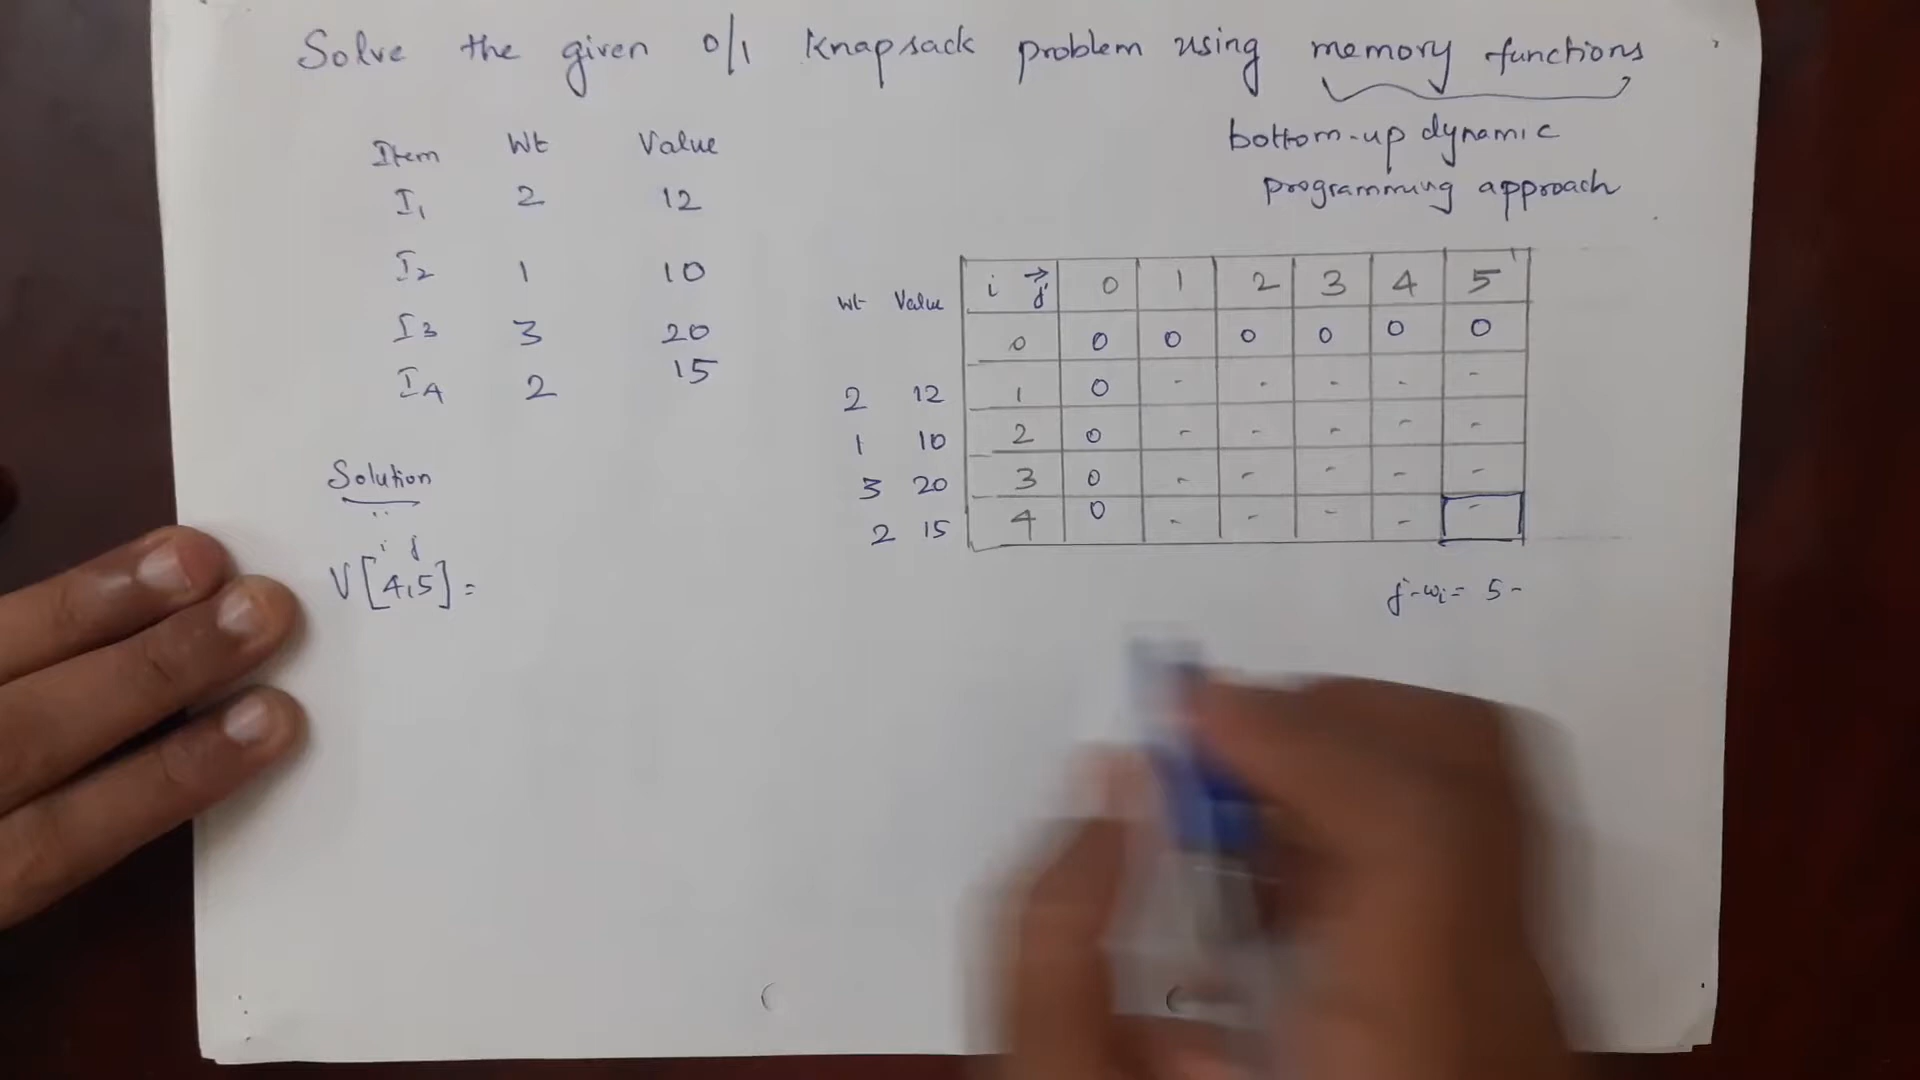 Solve the given 0/1 Knapsack problem using memory functions
bottom-up dynamic
programming approach
Item Wt Value
I1 2 12
I2 1 10
I3 3 20
I4 2 15
Wt Value i j 0 1 2 3 4 5
0 0 0 0 0 0 0
2 12 1 0 - - - - -
1 10 2 0 - - - - -
3 20 3 0 - - - - -
2 15 4 0 - - - - -
Solution
i j
V[4,5] =
j-wi= 5-